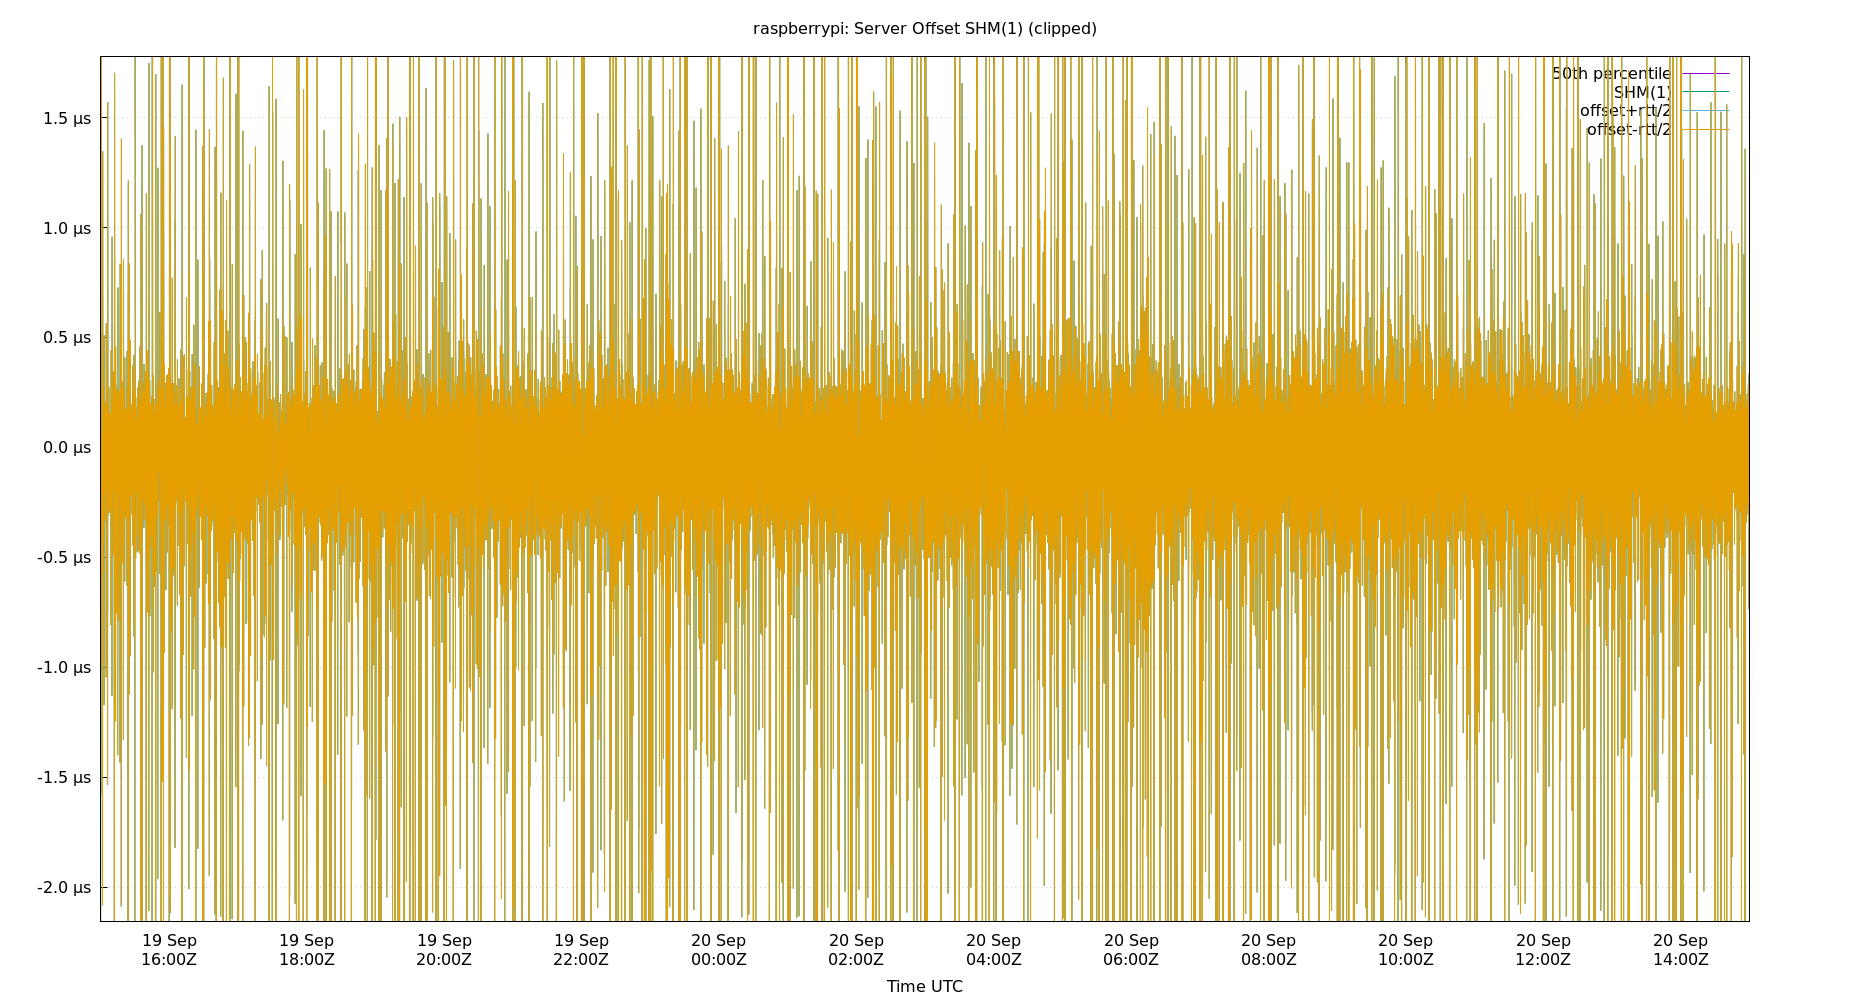 raspberrypi: Server Offset SHM(1) (clipped)
50th percentile
SHM(1)
offset+rtt/2
offset-rtt/2
1.5 µs
1.0 µs
0.5 µs
0.0 µs
-0.5 µs
-1.0 µs
-1.5 µs
-2.0 µs
19 Sep 19 Sep 19 Sep 19 Sep 20 Sep 20 Sep 20 Sep 20 Sep 20 Sep 20 Sep 20 Sep 20 Sep
16:00Z 18:00Z 20:00Z 22:00Z 00:00Z 02:00Z 04:00Z 06:00Z 08:00Z 10:00Z 12:00Z 14:00Z
Time UTC